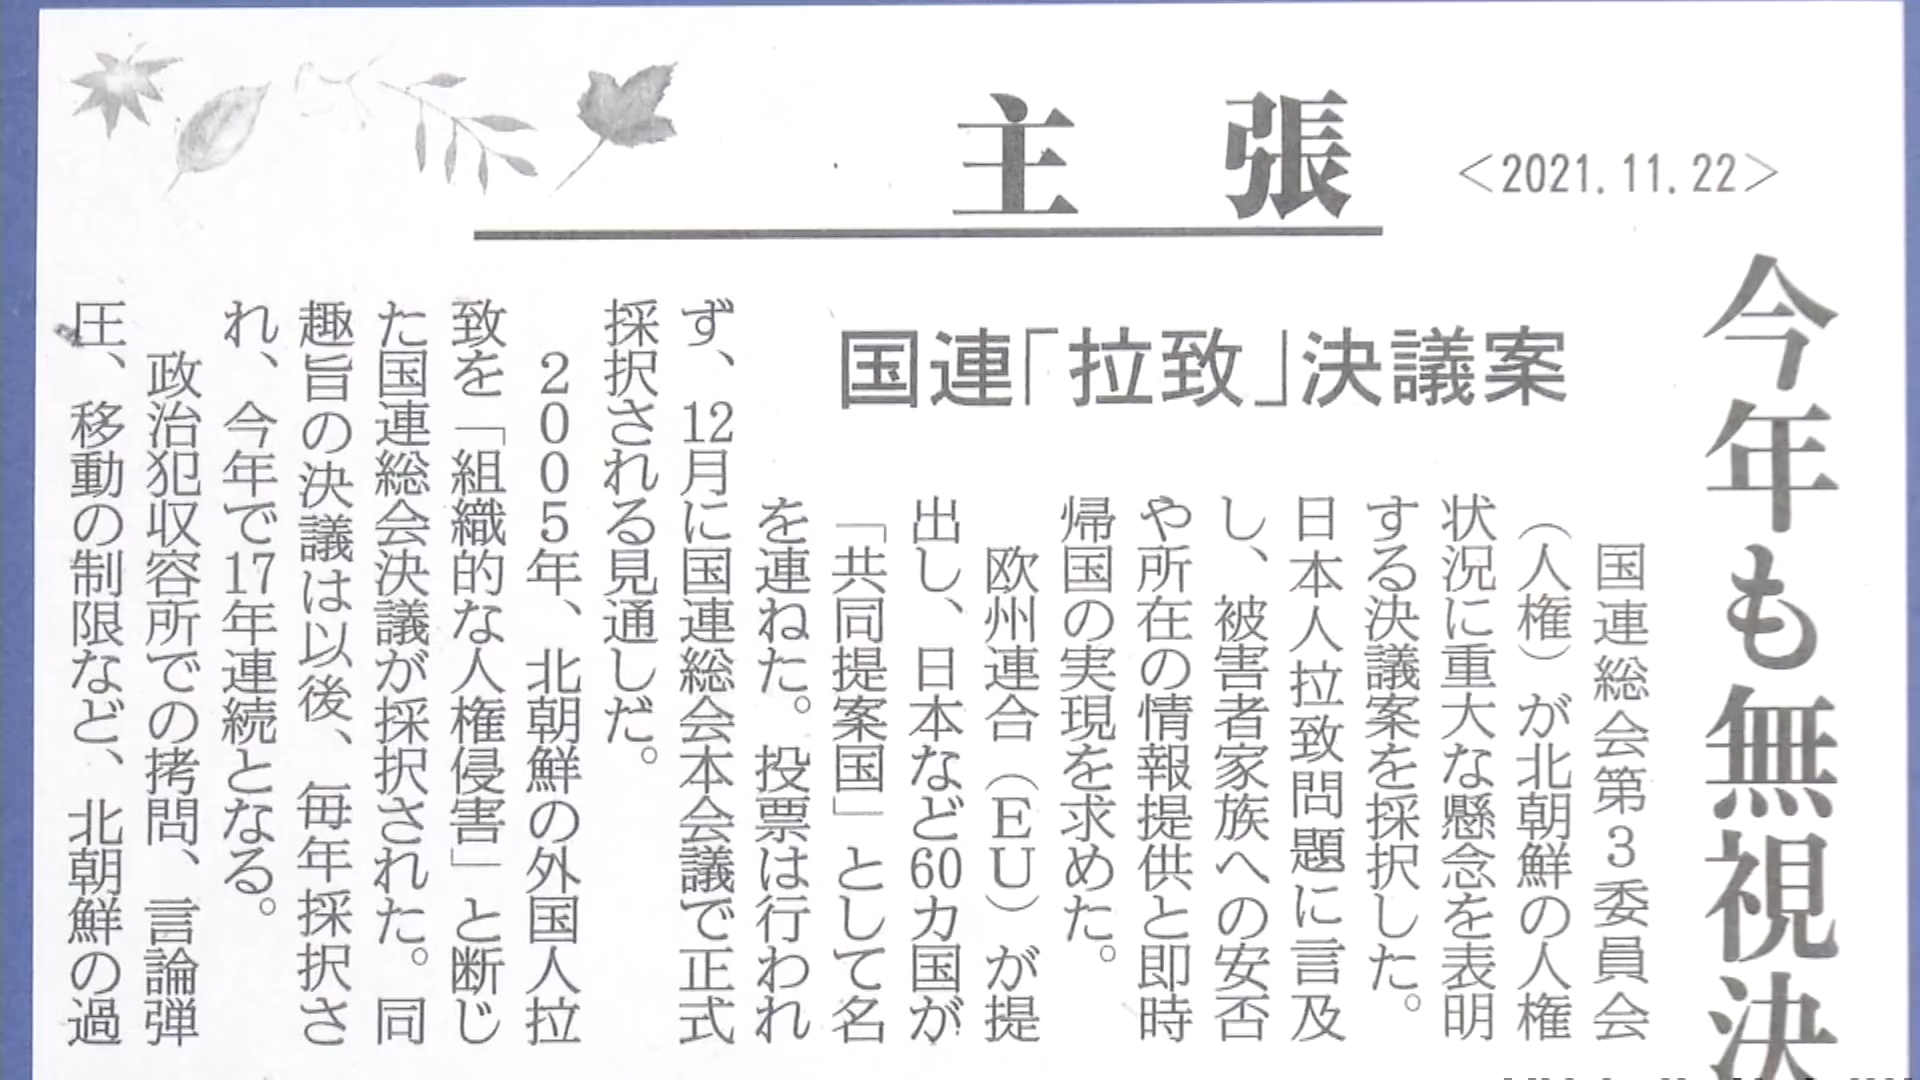 主張
<2021.11.22>
今年も無視決
国連「拉致」決議案
国連総会第3委員会
（人権）が北朝鮮の人権
状況に重大な懸念を表明
する決議案を採択した。
日本人拉致問題に言及
し、被害者家族への安否
や所在の情報提供と即時
帰国の実現を求めた。
欧州連合（EU）が提
出し、日本など60カ国が
「共同提案国」として名
を連ねた。投票は行われ
ず、12月に国連総会本会議で正式
採択される見通しだ。
2005年、北朝鮮の外国人拉
致を「組織的な人権侵害」と断じ
た国連総会決議が採択された。同
趣旨の決議は以後、毎年採択さ
れ、今年で17年連続となる。
政治犯収容所での拷問、言論弾
圧、移動の制限など、北朝鮮の過